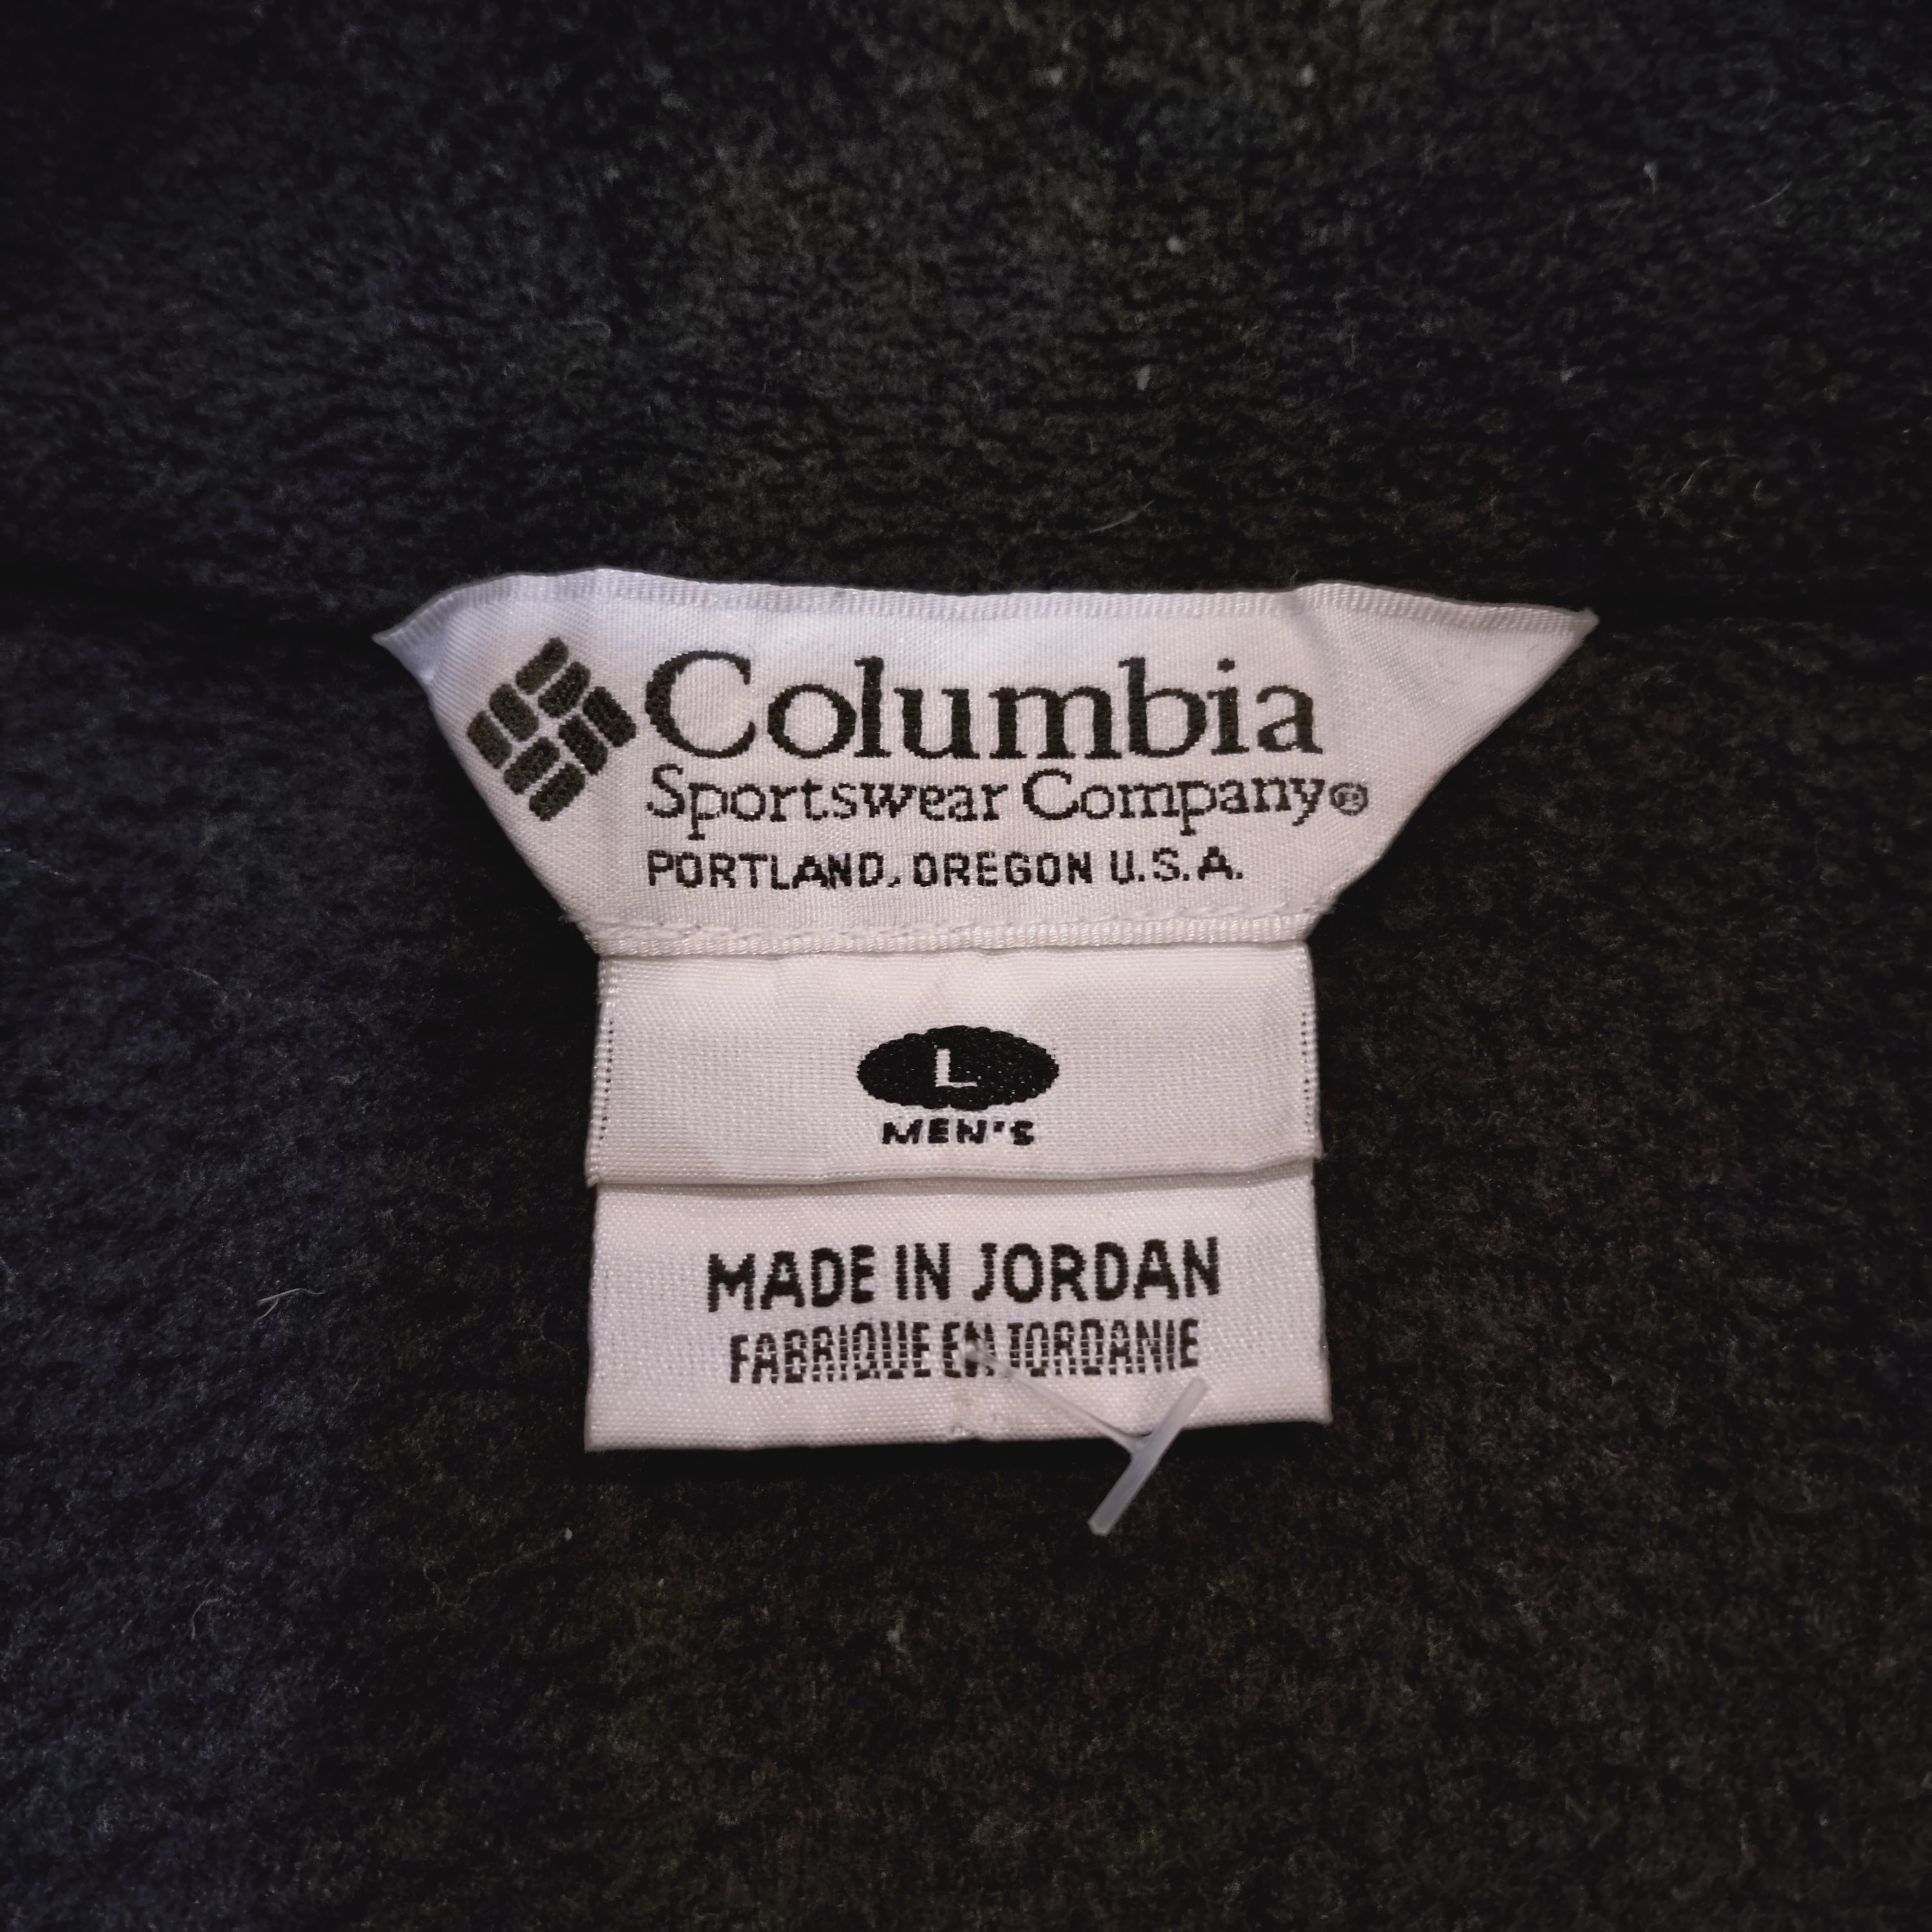 Columbia
Sportswear Company®
PORTLAND, OREGON U.S.A.
L
MEN'S
MADE IN JORDAN
FABRIQUE EN JORDANIE